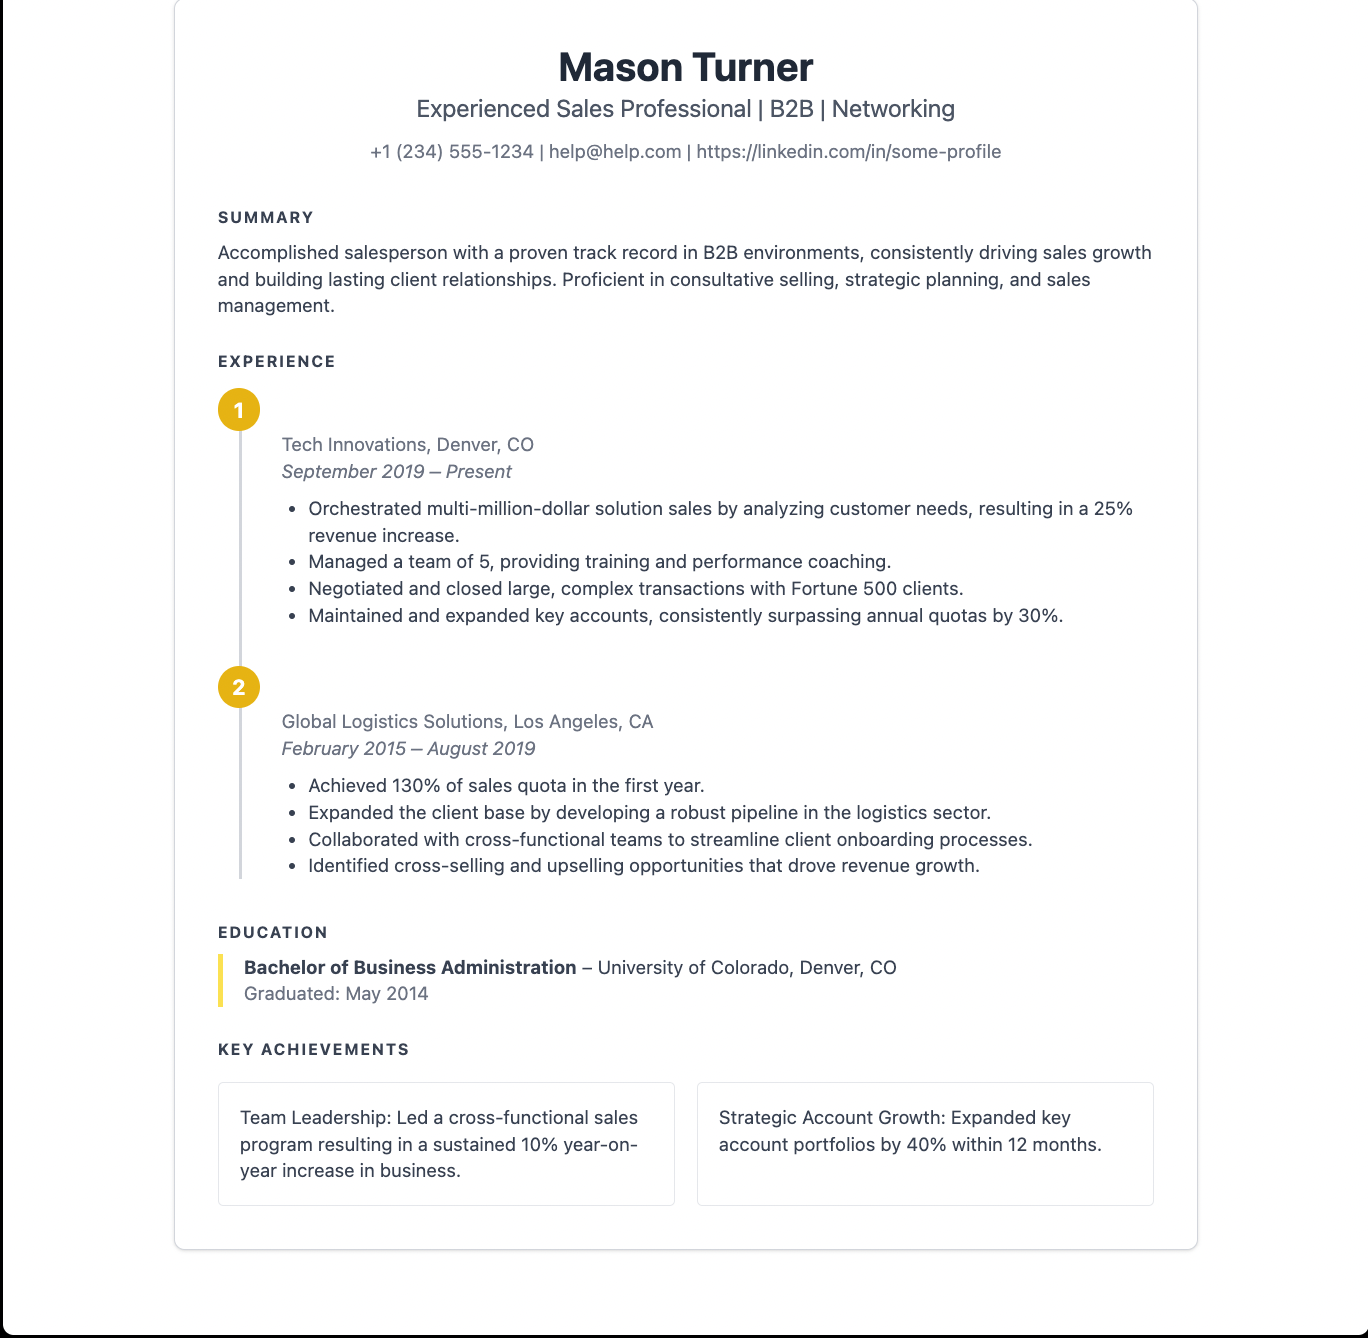 Mason Turner
Experienced Sales Professional | B2B | Networking
+1 (234) 555-1234 | help@help.com | https://linkedin.com/in/some-profile
SUMMARY
Accomplished salesperson with a proven track record in B2B environments, consistently driving sales growth
and building lasting client relationships. Proficient in consultative selling, strategic planning, and sales
management.
EXPERIENCE
1
Tech Innovations, Denver, CO
September 2019 – Present
• Orchestrated multi-million-dollar solution sales by analyzing customer needs, resulting in a 25%
revenue increase.
• Managed a team of 5, providing training and performance coaching.
• Negotiated and closed large, complex transactions with Fortune 500 clients.
• Maintained and expanded key accounts, consistently surpassing annual quotas by 30%.
2
Global Logistics Solutions, Los Angeles, CA
February 2015 – August 2019
• Achieved 130% of sales quota in the first year.
• Expanded the client base by developing a robust pipeline in the logistics sector.
• Collaborated with cross-functional teams to streamline client onboarding processes.
• Identified cross-selling and upselling opportunities that drove revenue growth.
EDUCATION
Bachelor of Business Administration – University of Colorado, Denver, CO
Graduated: May 2014
KEY ACHIEVEMENTS
Team Leadership: Led a cross-functional sales
program resulting in a sustained 10% year-on-
year increase in business.
Strategic Account Growth: Expanded key
account portfolios by 40% within 12 months.